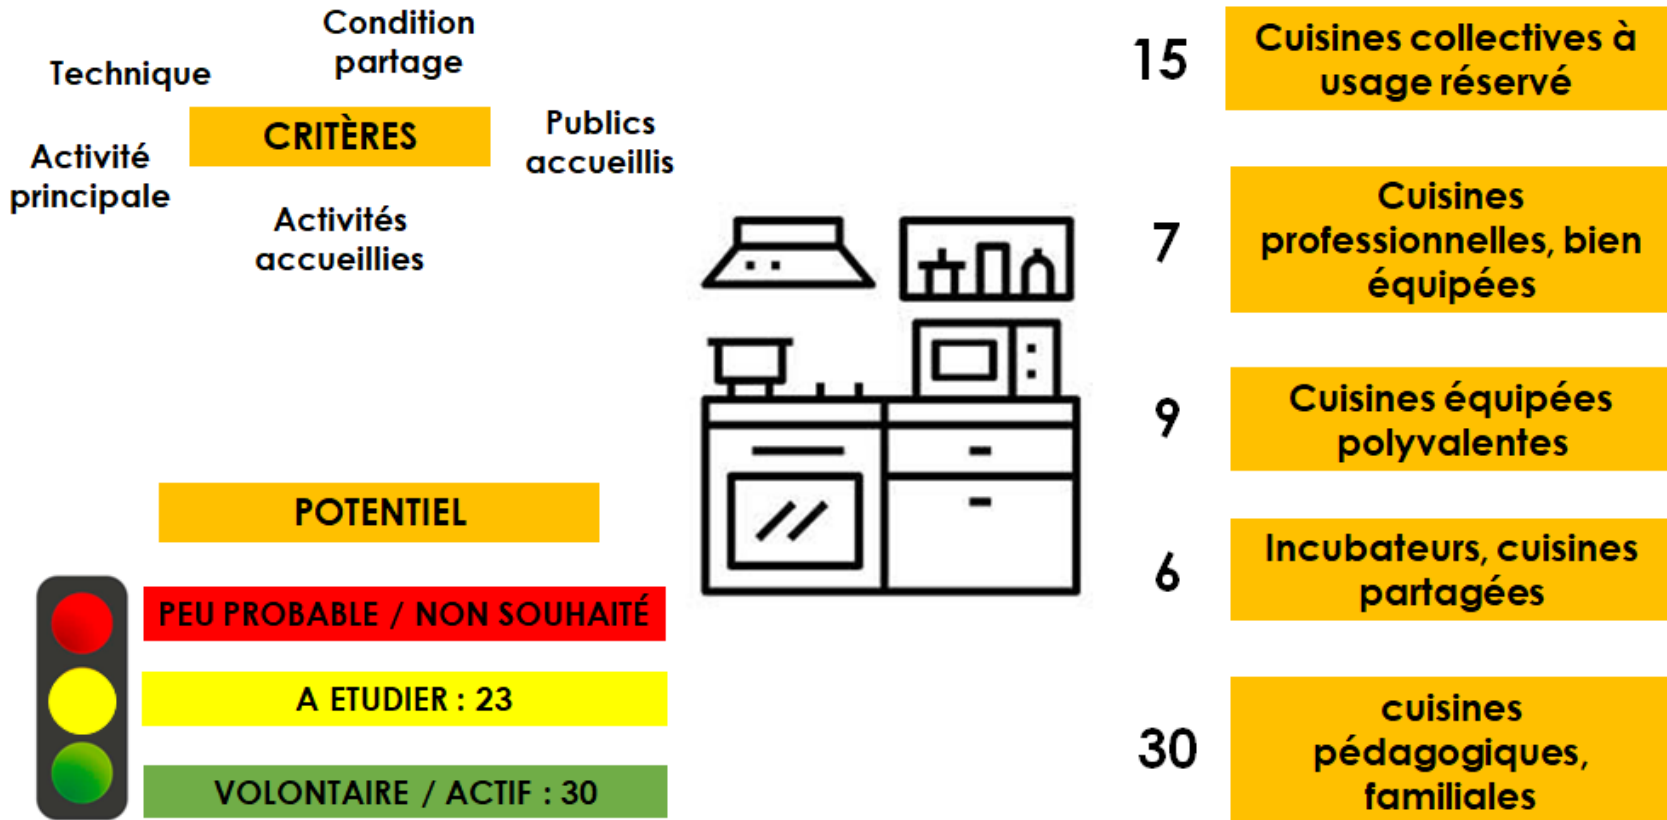 Condition
partage
Technique
CRITÈRES
Publics
accueillis
Activité
principale
Activités
accueillies
POTENTIEL
PEU PROBABLE / NON SOUHAITÉ
A ETUDIER : 23
VOLONTAIRE / ACTIF : 30
15
Cuisines collectives à
usage réservé
7
Cuisines
professionnelles, bien
équipées
9
Cuisines équipées
polyvalentes
6
Incubateurs, cuisines
partagées
30
cuisines
pédagogiques,
familiales